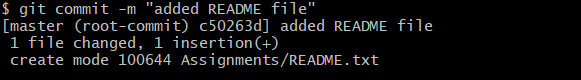 $ git commit -m "added README file"
[master (root-commit) c50263d] added README file
 1 file changed, 1 insertion(+)
 create mode 100644 Assignments/README.txt